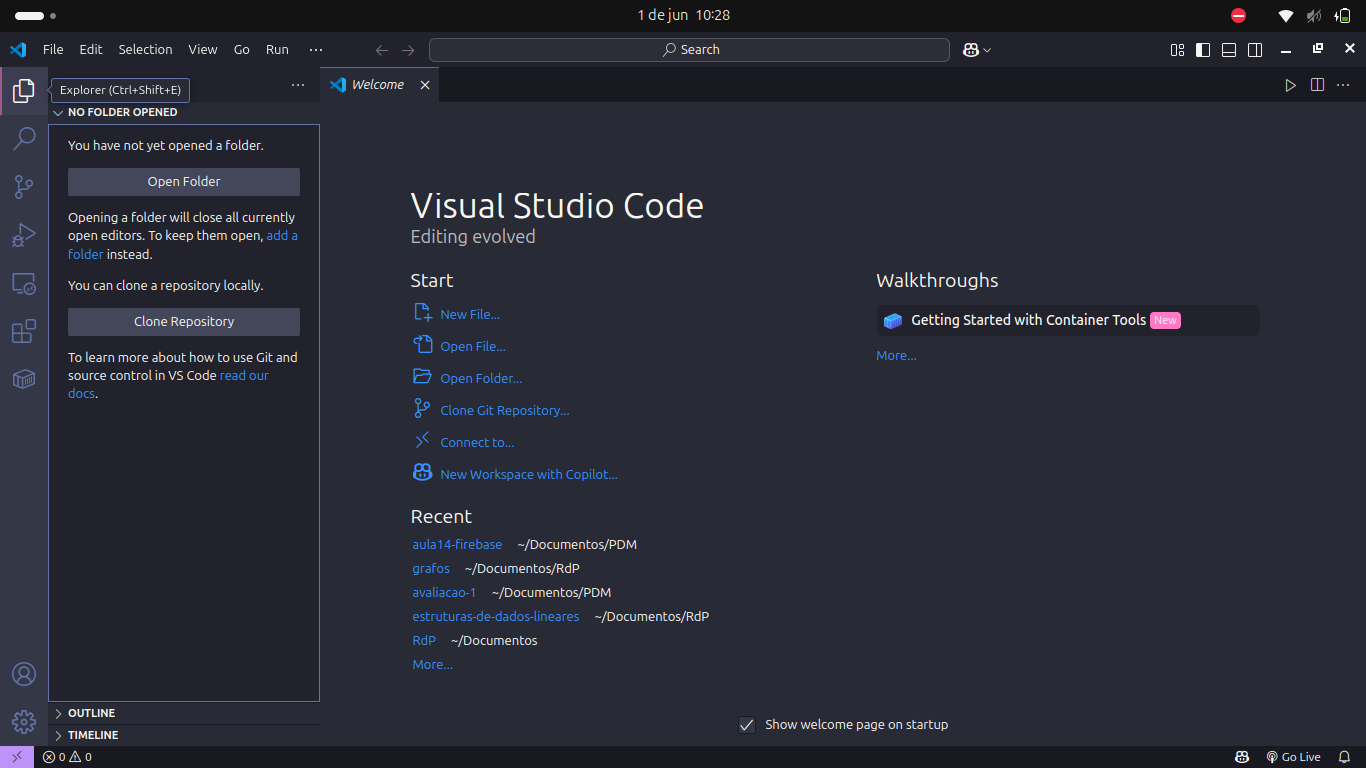 1 de jun 10:28
File Edit Selection View Go Run ···
Search
Explorer (Ctrl+Shift+E)
···
Welcome
···
NO FOLDER OPENED
You have not yet opened a folder.
Open Folder
Opening a folder will close all currently
open editors. To keep them open, add a
folder instead.
You can clone a repository locally.
Clone Repository
To learn more about how to use Git and
source control in VS Code read our
docs.
OUTLINE
TIMELINE
Visual Studio Code
Editing evolved
Start
New File...
Open File...
Open Folder...
Clone Git Repository...
Connect to...
New Workspace with Copilot...
Recent
aula14-firebase ~/Documentos/PDM
grafos ~/Documentos/RdP
avaliacao-1 ~/Documentos/PDM
estruturas-de-dados-lineares ~/Documentos/RdP
RdP ~/Documentos
More...
Walkthroughs
Getting Started with Container Tools New
More...
Show welcome page on startup
0 0
Go Live